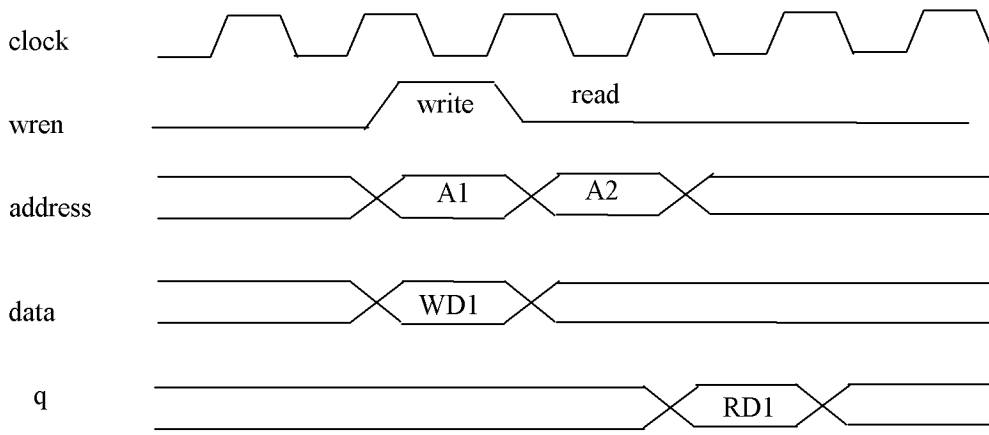 clock
wren write read
address A1 A2
data WD1
q RD1